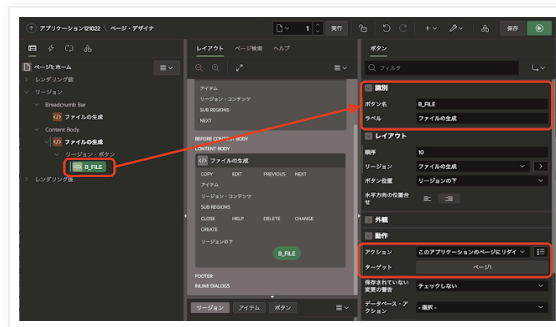 アプリケーション121022 \ ページ・デザイナ
1
実行
保存
ページ1: ホーム
レンダリング前
リージョン
Breadcrumb Bar
ファイルの生成
Content Body
ファイルの生成
リージョン・ボタン
B_FILE
レンダリング後
レイアウト ページ検索 ヘルプ
アイテム
リージョン・コンテンツ
SUB REGIONS
NEXT
BEFORE CONTENT BODY
CONTENT BODY
ファイルの生成
COPY EDIT PREVIOUS NEXT
アイテム
リージョン・コンテンツ
SUB REGIONS
CLOSE HELP DELETE CHANGE
CREATE
リージョンの下
B_FILE
FOOTER
INLINE DIALOGS
リージョン アイテム ボタン
ボタン
フィルタ
識別
ボタン名 B_FILE
ラベル ファイルの生成
レイアウト
順序 10
リージョン ファイルの生成
ボタン位置 リージョンの下
水平方向の位置合
せ
外観
動作
アクション このアプリケーションのページにリダイ
ターゲット ページ1
保存されていない
変更の警告 チェックしない
データベース・ア
クション - 選択 -